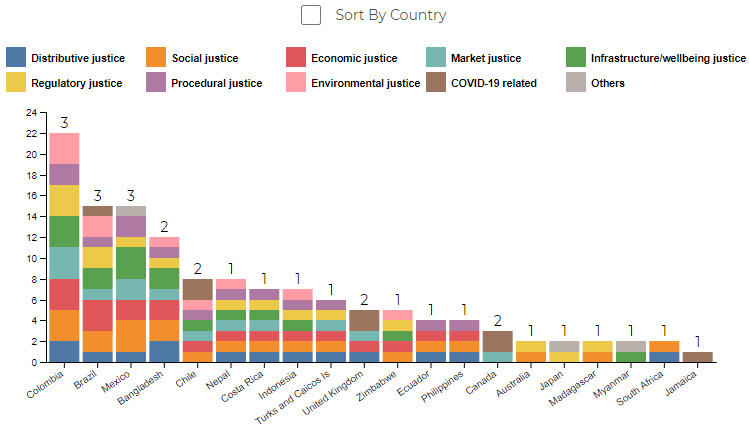 Sort By Country
Distributive justice Social justice Economic justice Market justice Infrastructure/wellbeing justice
Regulatory justice Procedural justice Environmental justice COVID-19 related Others
24
22
20
18
16
14
12
10
8
6
4
2
0
3 3 3 2 2 1 1 1 1 2 1 1 1 2 1 1 1 1 1 1
Colombia
Brazil
Mexico
Bangladesh
Chile
Nepal
Costa Rica
Indonesia
Turks and Caicos Is
United Kingdom
Zimbabwe
Ecuador
Philippines
Canada
Australia
Japan
Madagascar
Myanmar
South Africa
Jamaica